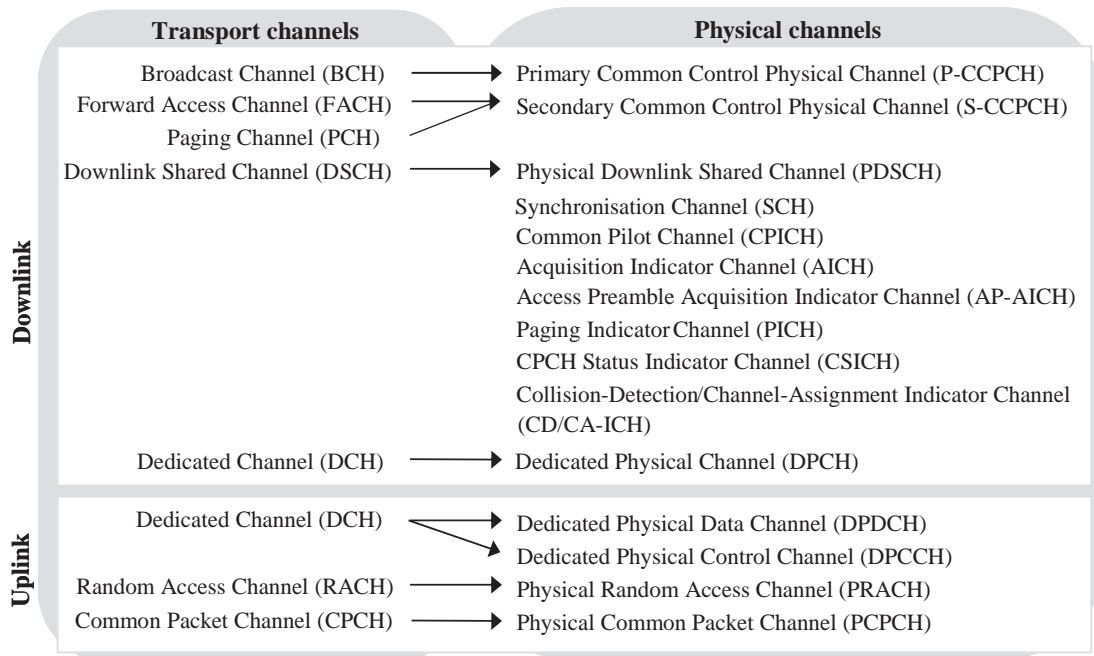 Transport channels
Physical channels
Downlink
Broadcast Channel (BCH)
Primary Common Control Physical Channel (P-CCPCH)
Forward Access Channel (FACH)
Secondary Common Control Physical Channel (S-CCPCH)
Paging Channel (PCH)
Downlink Shared Channel (DSCH)
Physical Downlink Shared Channel (PDSCH)
Synchronisation Channel (SCH)
Common Pilot Channel (CPICH)
Acquisition Indicator Channel (AICH)
Access Preamble Acquisition Indicator Channel (AP-AICH)
Paging Indicator Channel (PICH)
CPCH Status Indicator Channel (CSICH)
Collision-Detection/Channel-Assignment Indicator Channel
(CD/CA-ICH)
Dedicated Channel (DCH)
Dedicated Physical Channel (DPCH)
Uplink
Dedicated Channel (DCH)
Dedicated Physical Data Channel (DPDCH)
Dedicated Physical Control Channel (DPCCH)
Random Access Channel (RACH)
Physical Random Access Channel (PRACH)
Common Packet Channel (CPCH)
Physical Common Packet Channel (PCPCH)